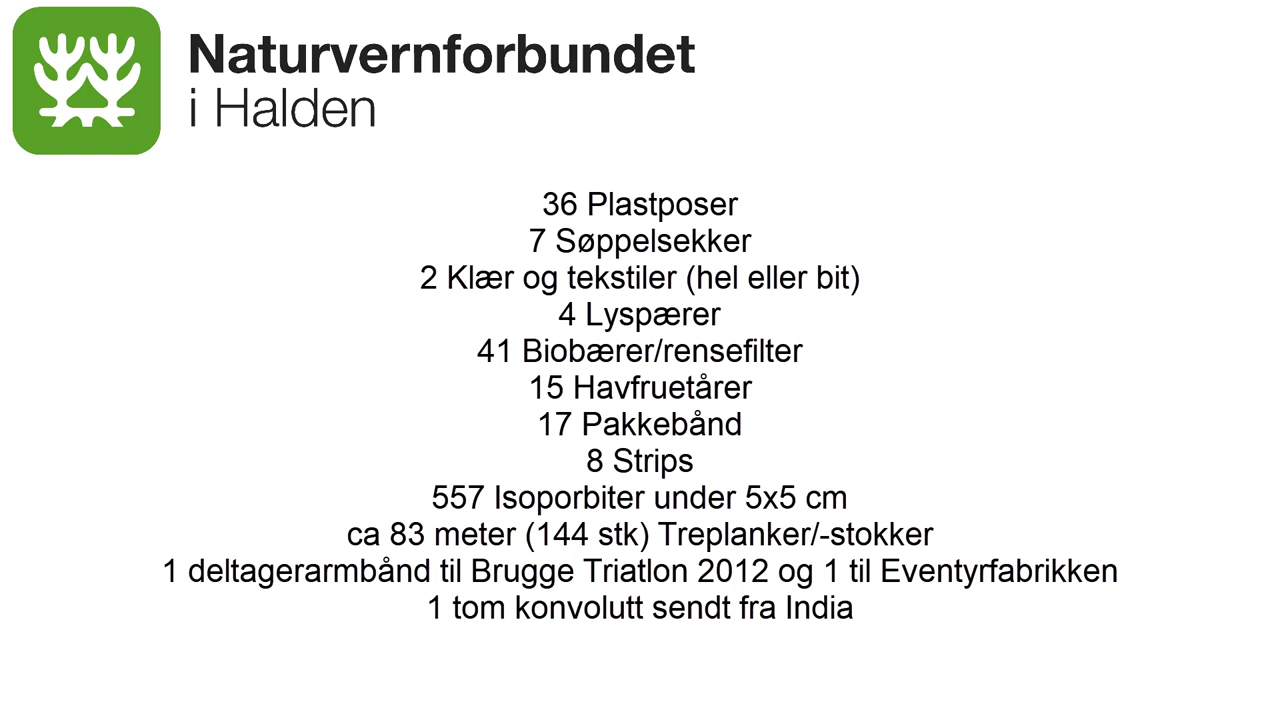 Naturvernforbundet
i Halden
36 Plastposer
7 Søppelsekker
2 Klær og tekstiler (hel eller bit)
4 Lyspærer
41 Biobærer/rensefilter
15 Havfruetårer
17 Pakkebånd
8 Strips
557 Isoporbiter under 5x5 cm
ca 83 meter (144 stk) Treplanker/-stokker
1 deltagerarmbånd til Brugge Triatlon 2012 og 1 til Eventyrfabrikken
1 tom konvolutt sendt fra India